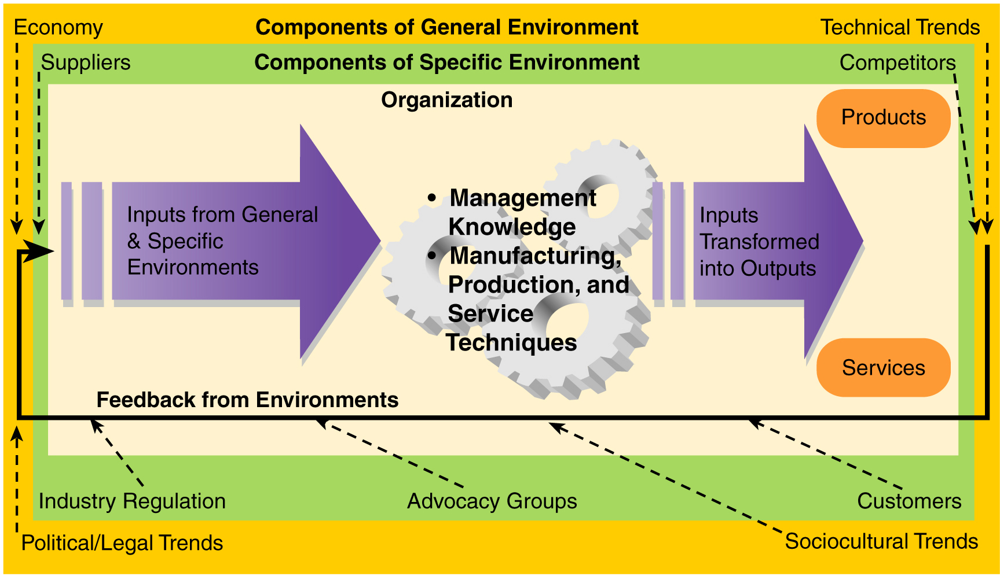 Economy
Components of General Environment
Technical Trends
Suppliers
Components of Specific Environment
Competitors
Organization
Products
Inputs from General
& Specific
Environments
• Management
Knowledge
• Manufacturing,
Production, and
Service
Techniques
Inputs
Transformed
into Outputs
Services
Feedback from Environments
Industry Regulation
Advocacy Groups
Customers
Political/Legal Trends
Sociocultural Trends